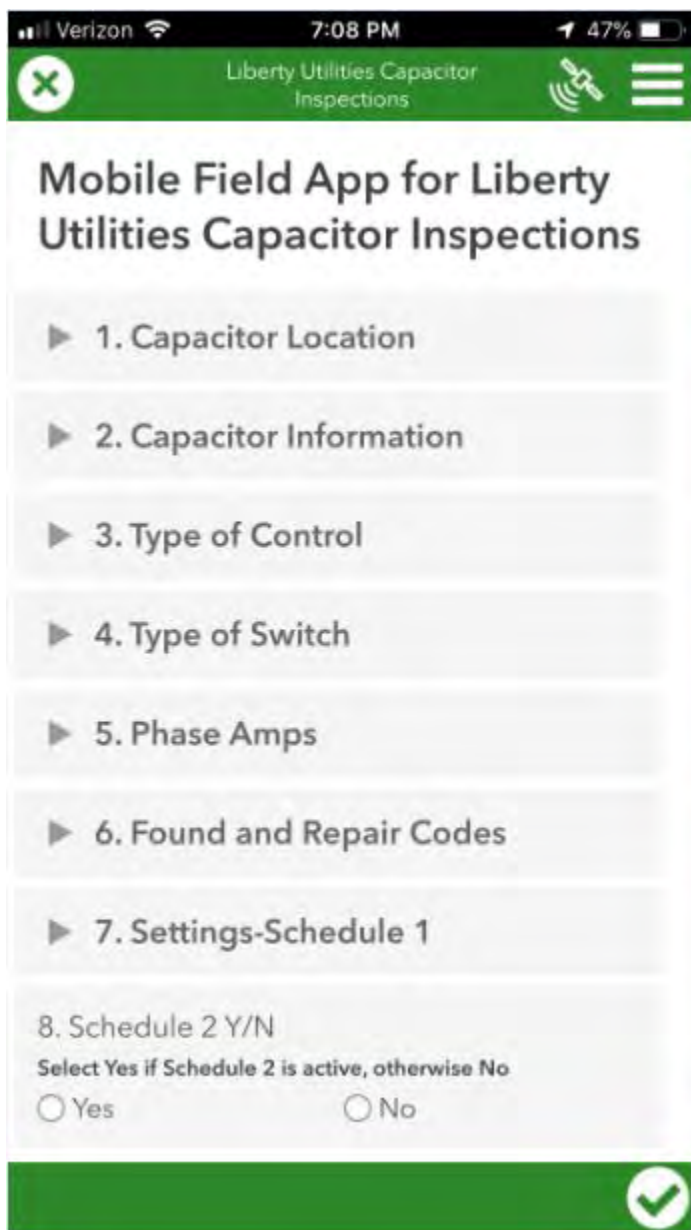 Verizon 7:08 PM 47%
Liberty Utilities Capacitor
Inspections
Mobile Field App for Liberty
Utilities Capacitor Inspections
1. Capacitor Location
2. Capacitor Information
3. Type of Control
4. Type of Switch
5. Phase Amps
6. Found and Repair Codes
7. Settings-Schedule 1
8. Schedule 2 Y/N
Select Yes if Schedule 2 is active, otherwise No
Yes No